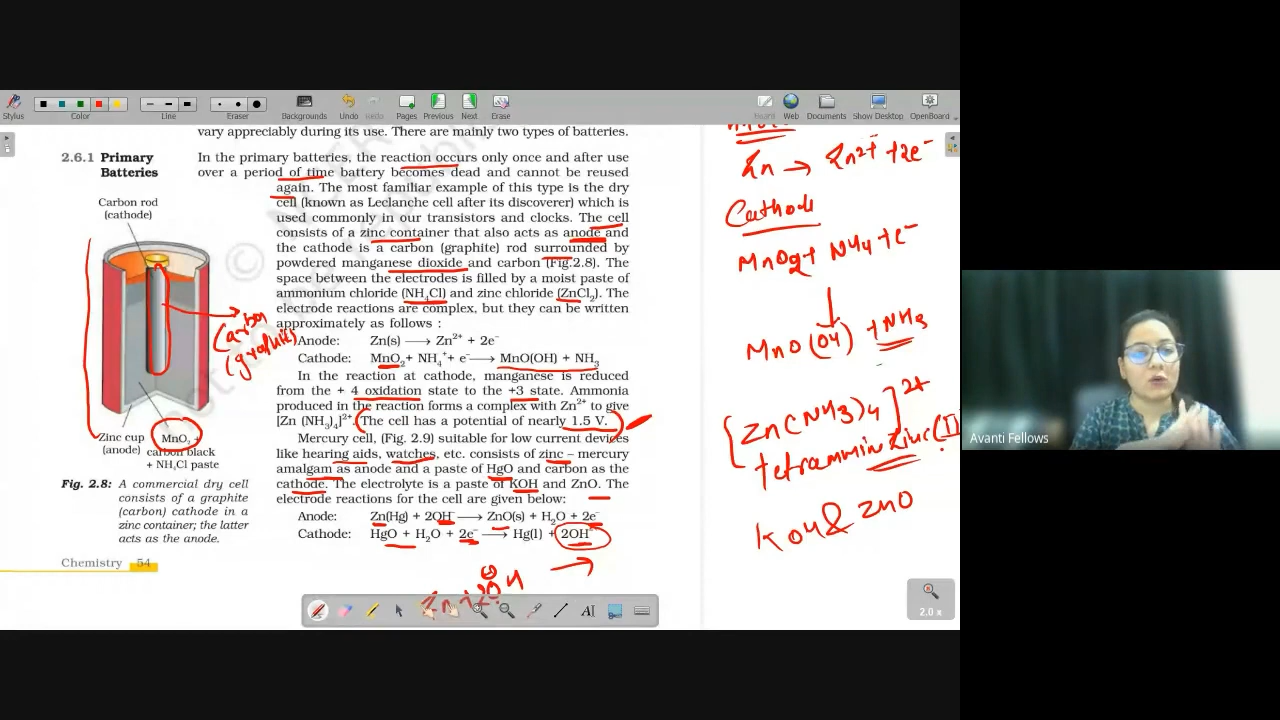 Stylus
Color
Line
Eraser
Backgrounds
Undo
Redo
Pages
Previous
Next
Erase
Board
Web
Documents
Show Desktop
OpenBoard
vary appreciably during its use. There are mainly two types of batteries.
2.6.1 Primary
Batteries
In the primary batteries, the reaction occurs only once and after use
over a period of time battery becomes dead and cannot be reused
again. The most familiar example of this type is the dry
cell (known as Leclanche cell after its discoverer) which is
used commonly in our transistors and clocks. The cell
consists of a zinc container that also acts as anode and
the cathode is a carbon (graphite) rod surrounded by
powdered manganese dioxide and carbon (Fig.2.8). The
space between the electrodes is filled by a moist paste of
ammonium chloride (NH₄Cl) and zinc chloride (ZnCl₂). The
electrode reactions are complex, but they can be written
approximately as follows :
Anode: Zn(s) ⟶ Zn²⁺ + 2e⁻
Cathode: MnO₂+ NH₄⁺+ e⁻⟶ MnO(OH) + NH₃
In the reaction at cathode, manganese is reduced
from the + 4 oxidation state to the +3 state. Ammonia
produced in the reaction forms a complex with Zn²⁺ to give
[Zn (NH₃)₄]²⁺. The cell has a potential of nearly 1.5 V.
Mercury cell, (Fig. 2.9) suitable for low current devices
like hearing aids, watches, etc. consists of zinc – mercury
amalgam as anode and a paste of HgO and carbon as the
cathode. The electrolyte is a paste of KOH and ZnO. The
electrode reactions for the cell are given below:
Anode: Zn(Hg) + 2OH⁻ ⟶ ZnO(s) + H₂O + 2e⁻
Cathode: HgO + H₂O + 2e⁻ ⟶ Hg(l) + 2OH⁻
Carbon rod
(cathode)
Carbon
(graphite)
Zinc cup
(anode)
MnO₂ +
carbon black
+ NH₄Cl paste
Fig. 2.8: A commercial dry cell
consists of a graphite
(carbon) cathode in a
zinc container; the latter
acts as the anode.
Chemistry 54
Zn + 2OH
→
Zn → Zn²⁺ + 2e⁻
Cathode
MnO₂+ NH₄+e⁻
↓
MnO(OH) + NH₃
[Zn(NH₃)₄]²⁺
tetrammin Zinc (II)
KOH & ZnO
2.0 x
Avanti Fellows